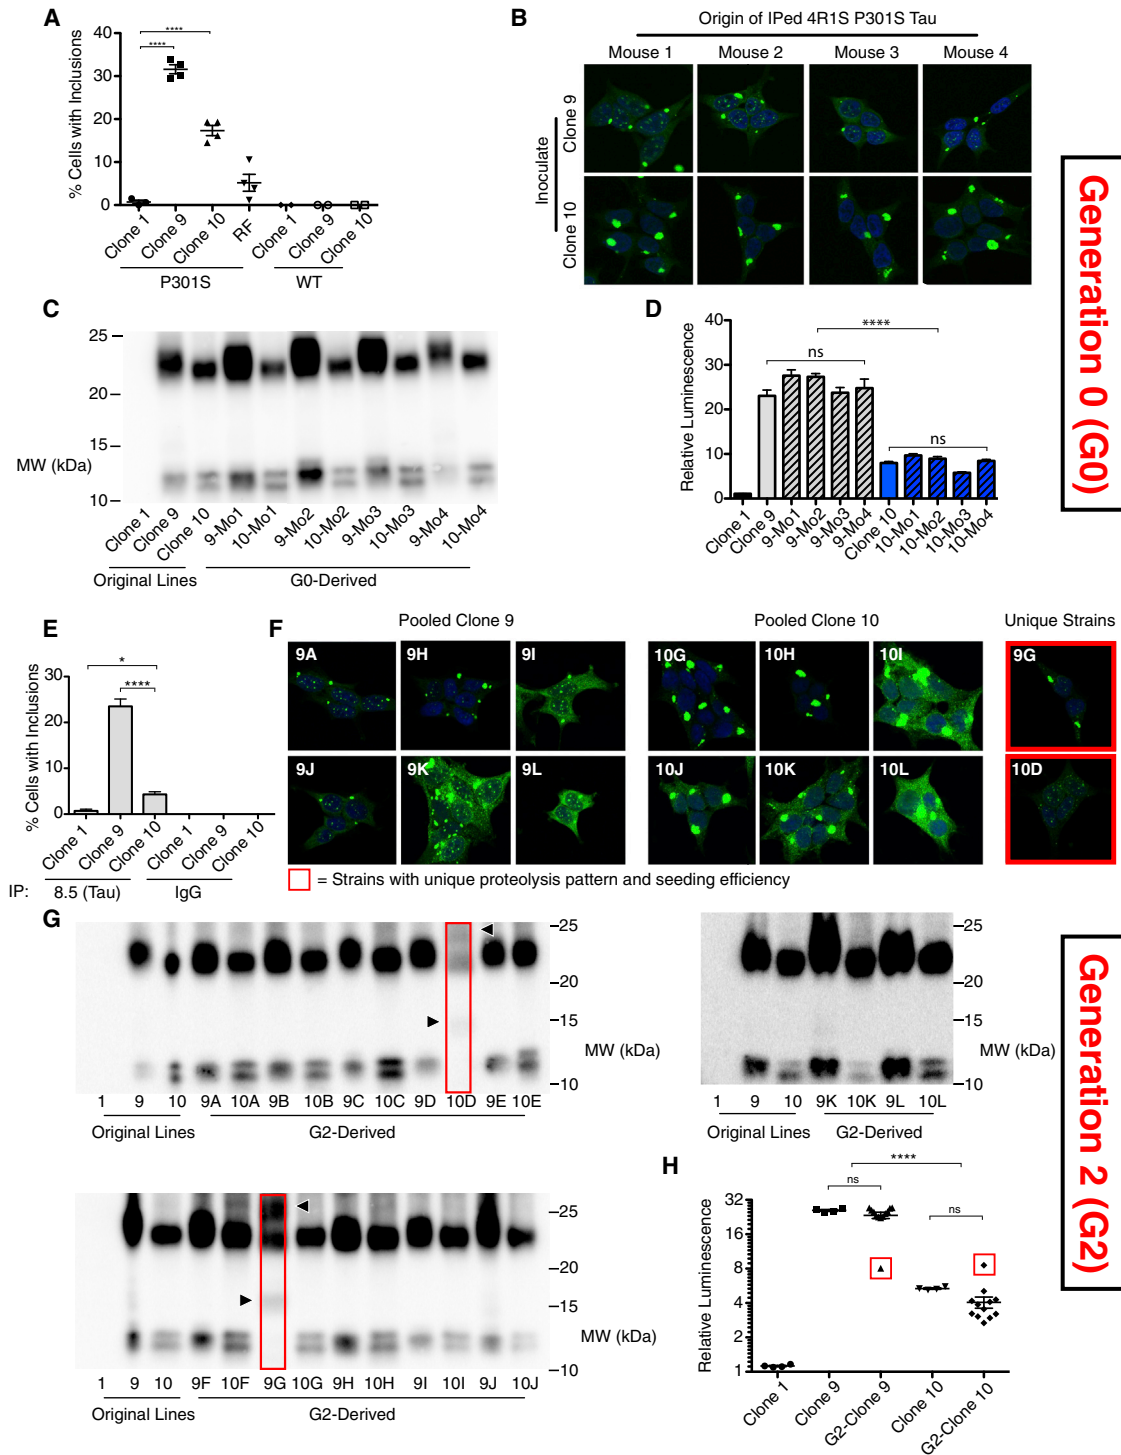 A
****
****
% Cells with Inclusions
40
30
20
10
0
Clone 1
Clone 9
Clone 10
RF
Clone 1
Clone 9
Clone 10
P301S
WT
B
Origin of IPed 4R1S P301S Tau
Mouse 1
Mouse 2
Mouse 3
Mouse 4
Inoculate
Clone 9
Clone 10
Generation 0 (G0)
C
25
20
15
MW (kDa)
10
Clone 1
Clone 9
Clone 10
9-Mo1
10-Mo1
9-Mo2
10-Mo2
9-Mo3
10-Mo3
9-Mo4
10-Mo4
Original Lines
G0-Derived
D
Relative Luminescence
40
30
20
10
0
****
ns
ns
Clone 1
Clone 9
9-Mo1
9-Mo2
9-Mo3
9-Mo4
Clone 10
10-Mo1
10-Mo2
10-Mo3
10-Mo4
E
% Cells with Inclusions
30
20
10
0
*
****
Clone 1
Clone 9
Clone 10
Clone 1
Clone 9
Clone 10
IP:
8.5 (Tau)
IgG
F
Pooled Clone 9
Pooled Clone 10
Unique Strains
9A
9H
9I
10G
10H
10I
9G
9J
9K
9L
10J
10K
10L
10D
= Strains with unique proteolysis pattern and seeding efficiency
G
25
20
15
MW (kDa)
10
1 9 10 9A 10A 9B 10B 9C 10C 9D 10D 9E 10E
Original Lines
G2-Derived
25
20
15
MW (kDa)
10
1 9 10 9K 10K 9L 10L
Original Lines
G2-Derived
25
20
15
MW (kDa)
10
1 9 10 9F 10F 9G 10G 9H 10H 9I 10I 9J 10J
Original Lines
G2-Derived
H
Relative Luminescence
32
16
8
4
2
1
****
ns
ns
Clone 1
Clone 9
G2-Clone 9
Clone 10
G2-Clone 10
Generation 2 (G2)